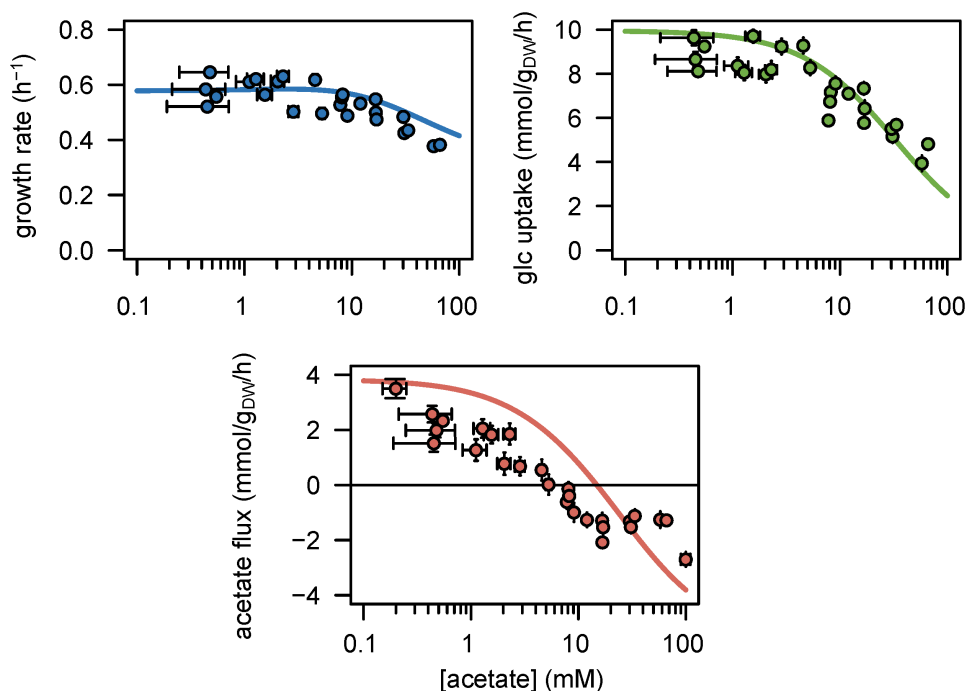 growth rate (h⁻¹)
0.8
0.6
0.4
0.2
0.0
0.1 1 10 100
glc uptake (mmol/gDW/h)
10
8
6
4
2
0
0.1 1 10 100
acetate flux (mmol/gDW/h)
4
2
0
−2
−4
0.1 1 10 100
[acetate] (mM)